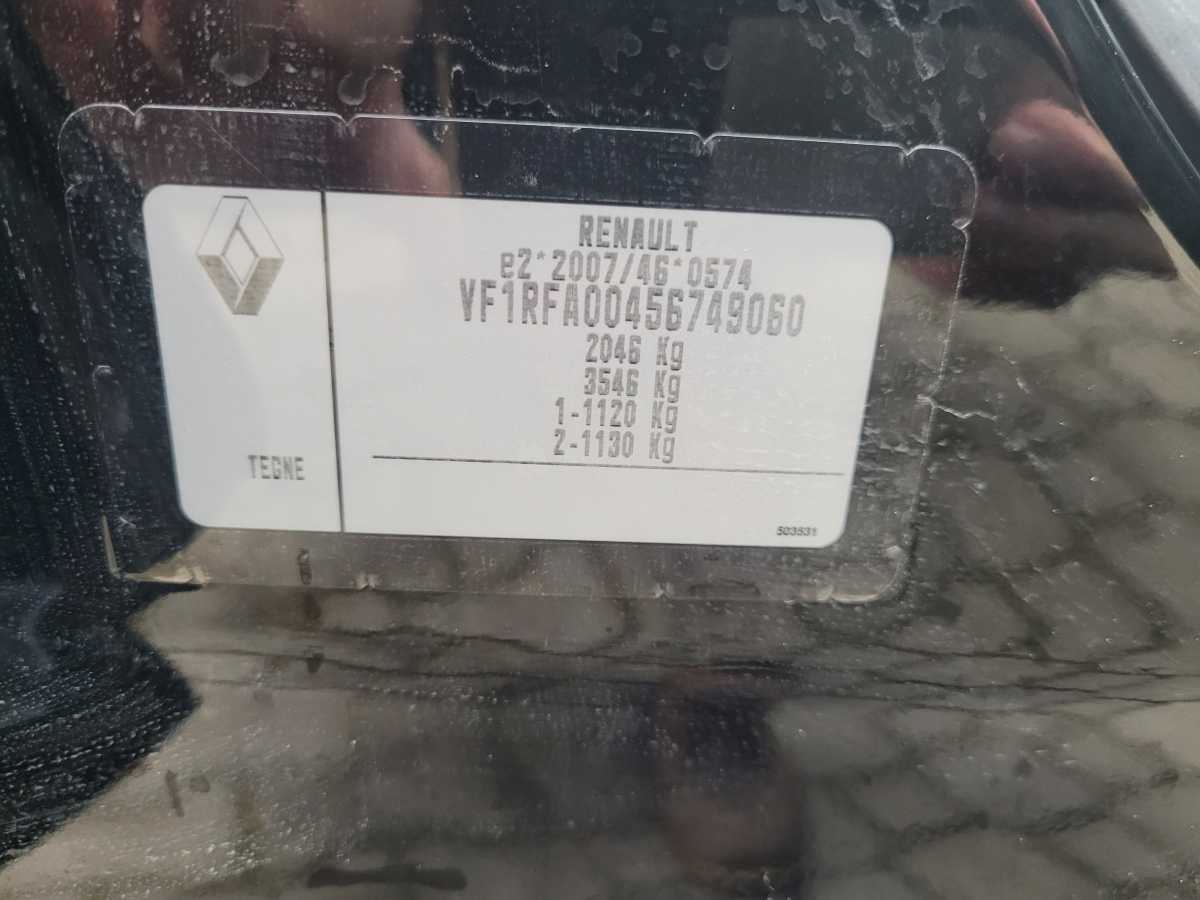 RENAULT
e2*2007/46*0574
VF1RFA00456749060
2046 Kg
3546 Kg
1-1120 Kg
2-1130 Kg
TEGNE
503531